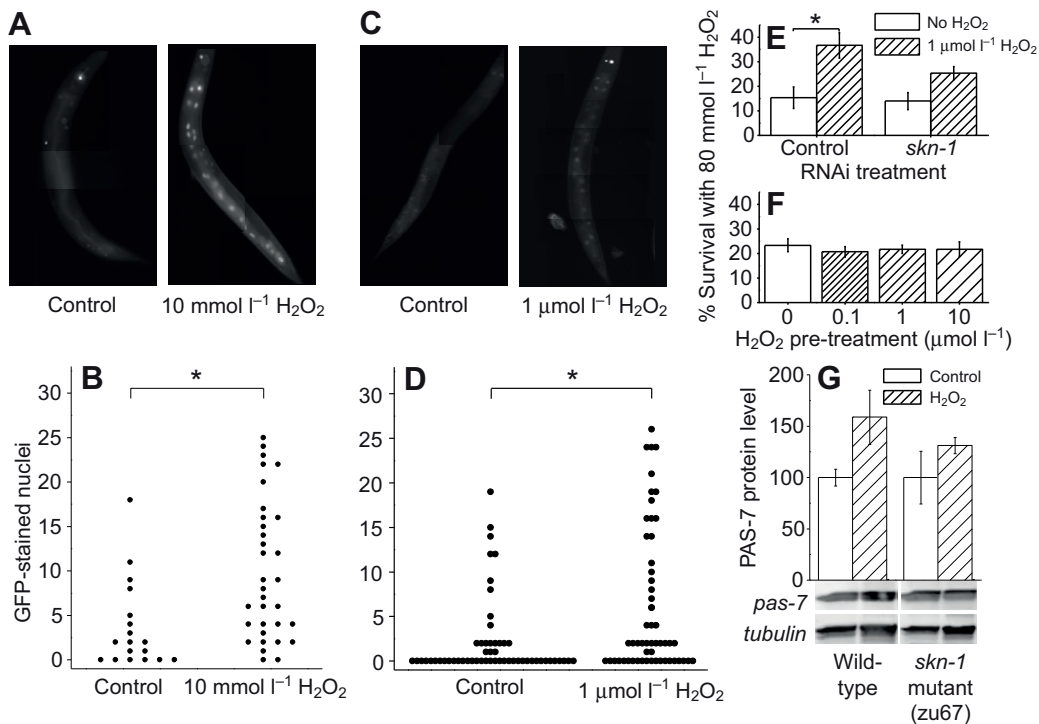 A
Control
10 mmol l⁻¹ H₂O₂
C
Control
1 µmol l⁻¹ H₂O₂
B
*
GFP-stained nuclei
30
25
20
15
10
5
0
Control
10 mmol l⁻¹ H₂O₂
D
*
30
25
20
15
10
5
0
Control
1 µmol l⁻¹ H₂O₂
% Survival with 80 mmol l⁻¹ H₂O₂
E
*
No H₂O₂
1 µmol l⁻¹ H₂O₂
40
30
20
10
0
Control
skn-1
RNAi treatment
F
40
30
20
10
0
0 0.1 1 10
H₂O₂ pre-treatment (µmol l⁻¹)
G
Control
H₂O₂
PAS-7 protein level
200
150
100
50
0
pas-7
tubulin
Wild-
type
skn-1
mutant
(zu67)